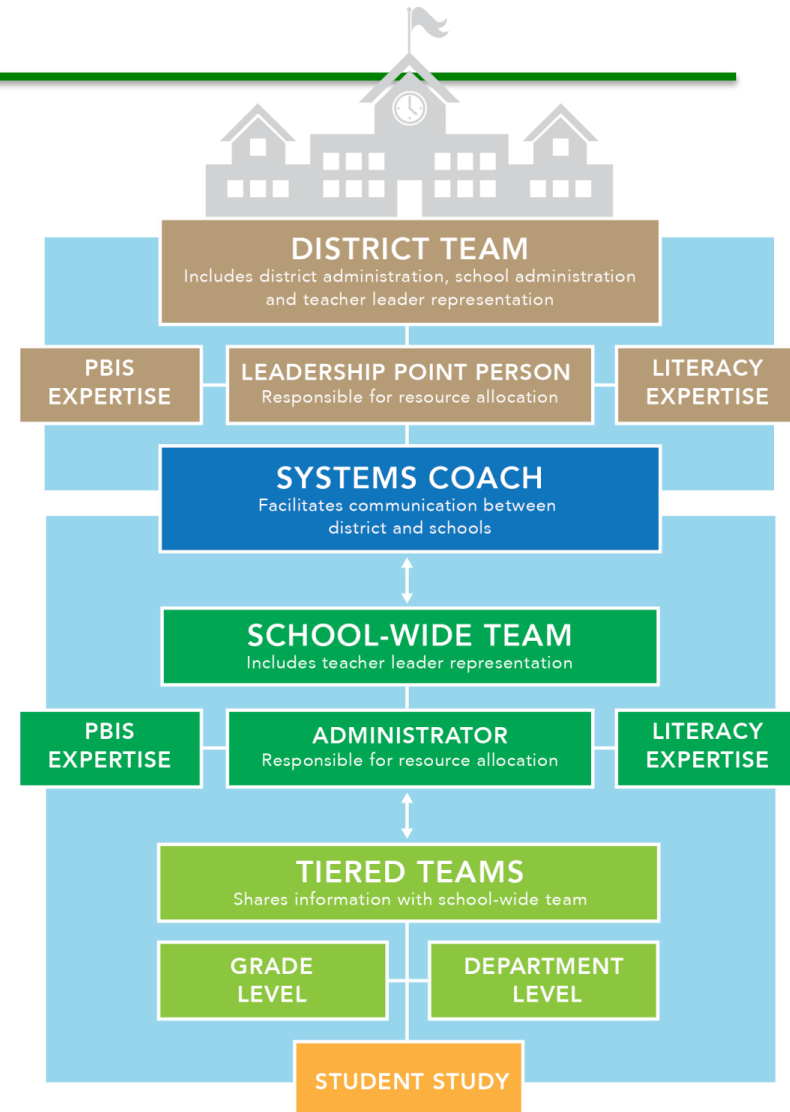 DISTRICT TEAM
Includes district administration, school administration
and teacher leader representation
PBIS
EXPERTISE
LEADERSHIP POINT PERSON
Responsible for resource allocation
LITERACY
EXPERTISE
SYSTEMS COACH
Facilitates communication between
district and schools
SCHOOL-WIDE TEAM
Includes teacher leader representation
PBIS
EXPERTISE
ADMINISTRATOR
Responsible for resource allocation
LITERACY
EXPERTISE
TIERED TEAMS
Shares information with school-wide team
GRADE
LEVEL
DEPARTMENT
LEVEL
STUDENT STUDY